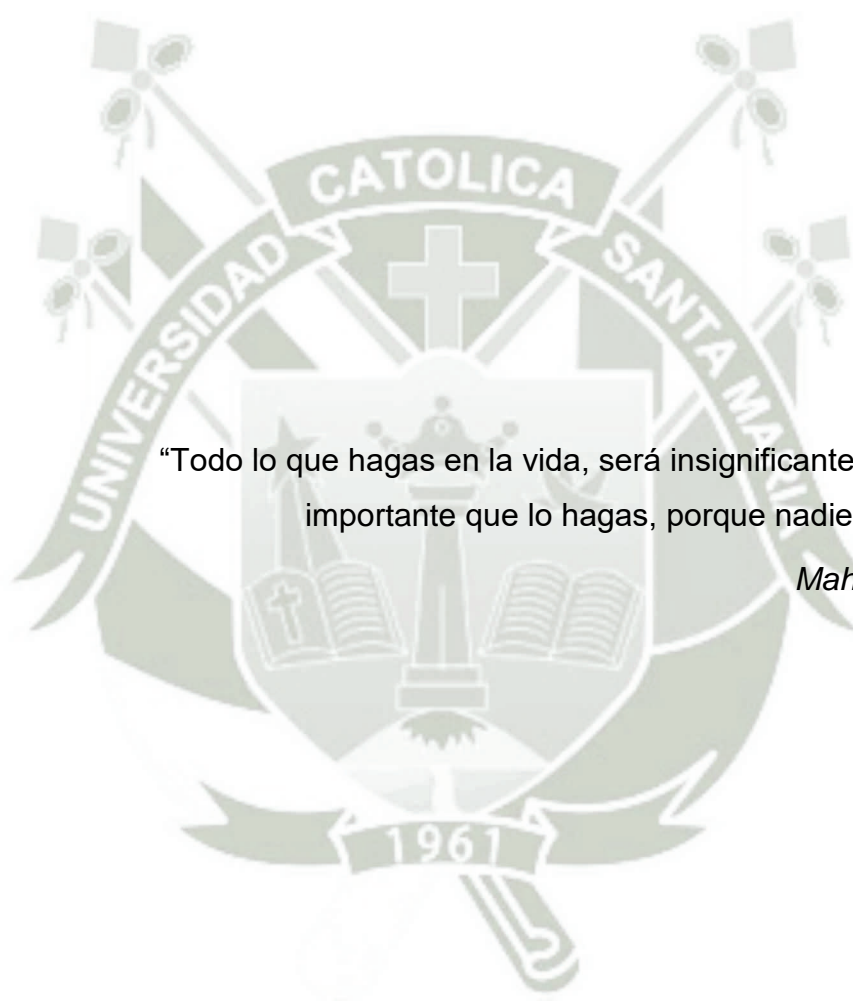 UNIVERSIDAD CATOLICA SANTA MARIA
“Todo lo que hagas en la vida, será insignificante
importante que lo hagas, porque nadie
Mah
1961